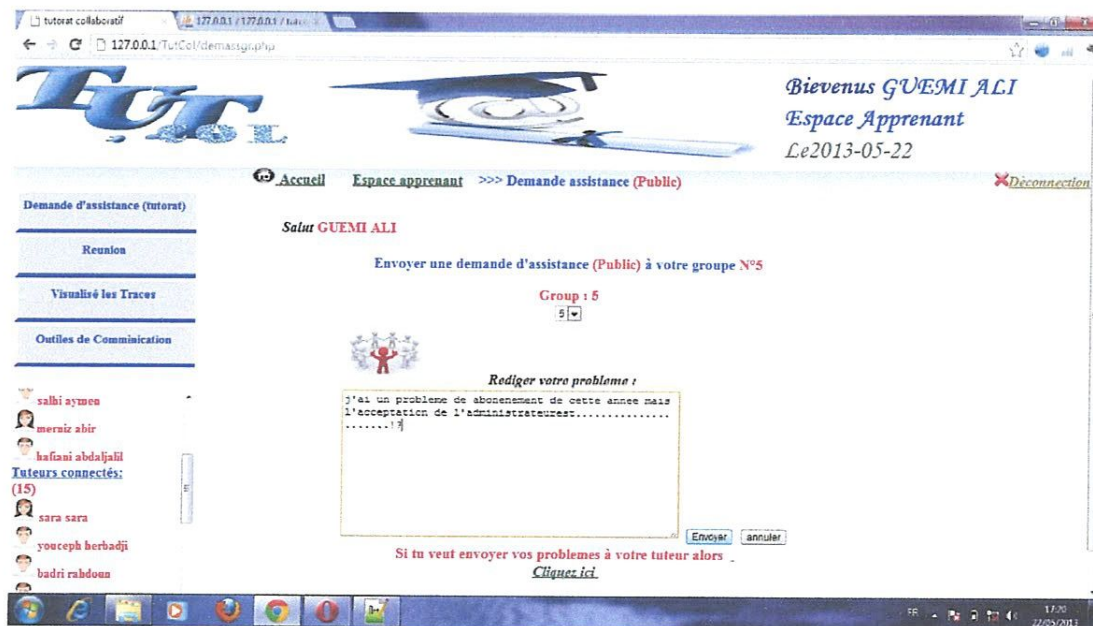 tutorat collaboratif
127.0.0.1 / 127.0.0.1 /
127.0.0.1/TutCol/demassgr.php
TUT.COL
Bievenus GUEMI ALI
Espace Apprenant
Le2013-05-22
Accueil Espace apprenant >>> Demande assistance (Public)
Dèconnection
Demande d'assistance (tutorat)
Reunion
Visualisé les Traces
Outiles de Comminication
salhi aymen
merniz abir
haftani abdaljalil
Tuteurs connectés:
(15)
sara sara
youceph herbadji
badri rahdoun
Salut GUEMI ALI
Envoyer une demande d'assistance (Public) à votre groupe N°5
Group : 5
5
Rediger votre probleme :
j'ai un probleme de abonenement de cette annee mais
l'acceptation de l'administrateurest...............
.......!?
Envoyer annuler
Si tu veut envoyer vos problemes à votre tuteur alors
Cliquez ici
FR
17:20
22/05/2013